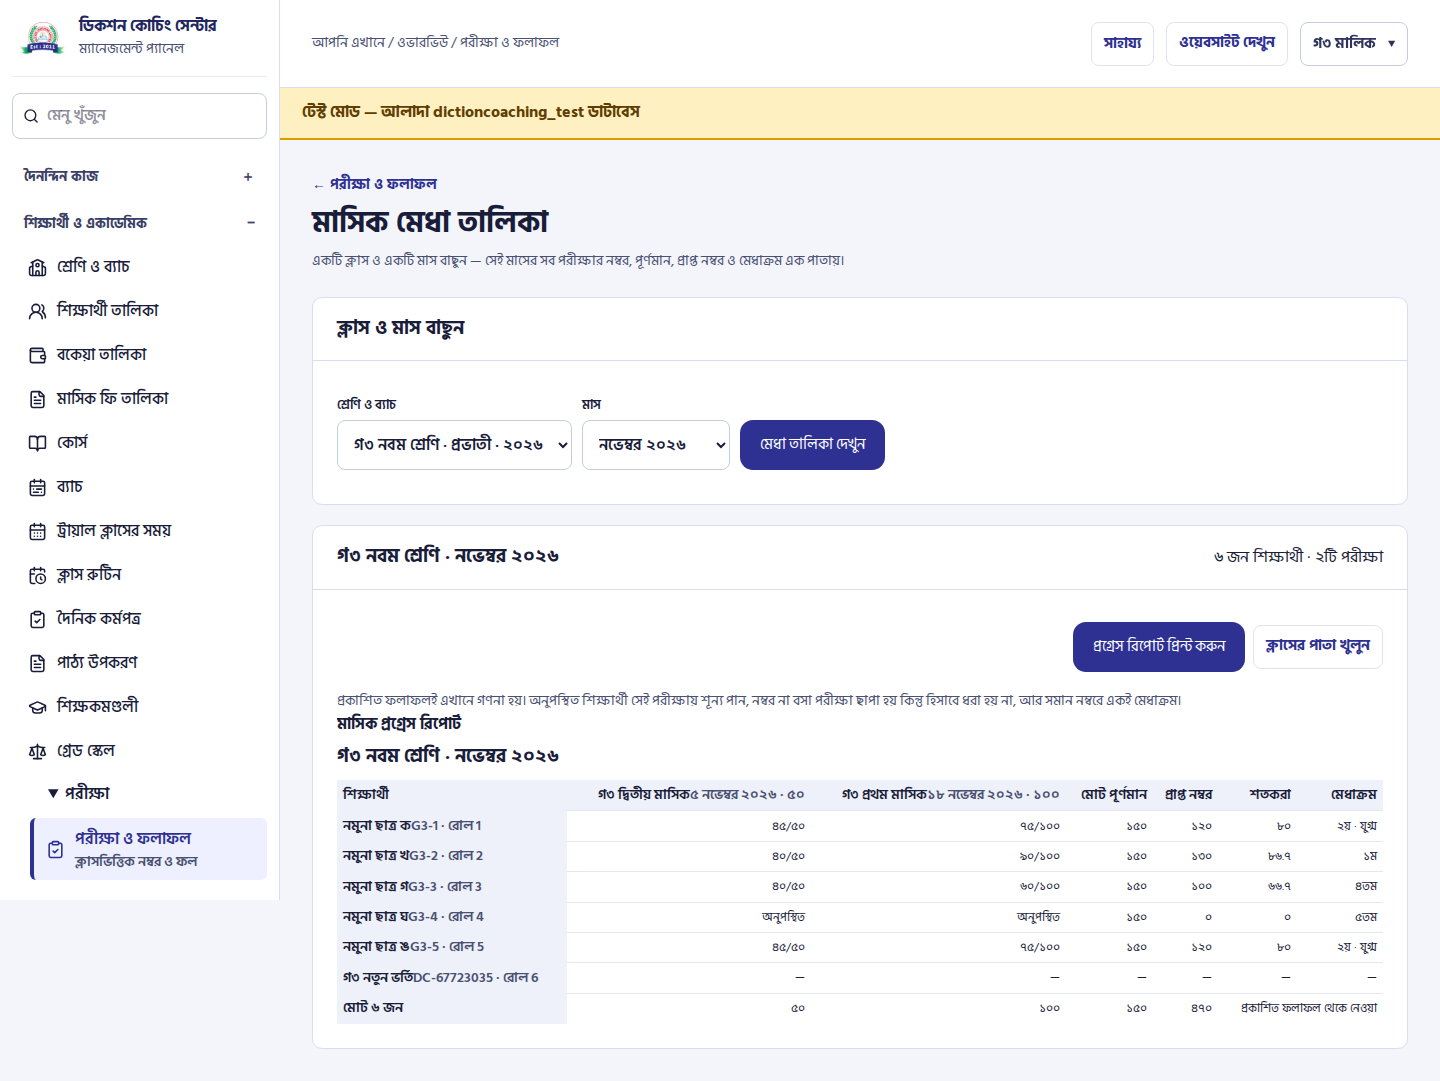 ডিকশন কোচিং সেন্টার
ম্যানেজমেন্ট প্যানেল
Est : 2011
মেনু খুঁজুন
দৈনন্দিন কাজ +
শিক্ষার্থী ও একাডেমিক −
শ্রেণি ও ব্যাচ
শিক্ষার্থী তালিকা
বকেয়া তালিকা
মাসিক ফি তালিকা
কোর্স
ব্যাচ
ট্রায়াল ক্লাসের সময়
ক্লাস রুটিন
দৈনিক কর্মপত্র
পাঠ্য উপকরণ
শিক্ষকমণ্ডলী
গ্রেড স্কেল
▼ পরীক্ষা
পরীক্ষা ও ফলাফল
ক্লাসভিত্তিক নম্বর ও ফল
আপনি এখানে / ওভারভিউ / পরীক্ষা ও ফলাফল
সাহায্য
ওয়েবসাইট দেখুন
গ৩ মালিক ▼
টেস্ট মোড — আলাদা dictioncoaching_test ডাটাবেস
← পরীক্ষা ও ফলাফল
মাসিক মেধা তালিকা
একটি ক্লাস ও একটি মাস বাছুন — সেই মাসের সব পরীক্ষার নম্বর, পূর্ণমান, প্রাপ্ত নম্বর ও মেধাক্রম এক পাতায়।
ক্লাস ও মাস বাছুন
শ্রেণি ও ব্যাচ মাস
গ৩ নবম শ্রেণি · প্রভাতী · ২০২৬ নভেম্বর ২০২৬ মেধা তালিকা দেখুন
গ৩ নবম শ্রেণি · নভেম্বর ২০২৬ ৬ জন শিক্ষার্থী · ২টি পরীক্ষা
প্রগ্রেস রিপোর্ট প্রিন্ট করুন ক্লাসের পাতা খুলুন
প্রকাশিত ফলাফলই এখানে গণনা হয়। অনুপস্থিত শিক্ষার্থী সেই পরীক্ষায় শূন্য পান, নম্বর না বসা পরীক্ষা ছাপা হয় কিন্তু হিসাবে ধরা হয় না, আর সমান নম্বরে একই মেধাক্রম।
মাসিক প্রগ্রেস রিপোর্ট
গ৩ নবম শ্রেণি · নভেম্বর ২০২৬
শিক্ষার্থী গ৩ দ্বিতীয় মাসিক৫ নভেম্বর ২০২৬ · ৫০ গ৩ প্রথম মাসিক১৮ নভেম্বর ২০২৬ · ১০০ মোট পূর্ণমান প্রাপ্ত নম্বর শতকরা মেধাক্রম
নমুনা ছাত্র কG3-1 · রোল 1 ৪৫/৫০ ৭৫/১০০ ১৫০ ১২০ ৮০ ২য় · যুগ্ম
নমুনা ছাত্র খG3-2 · রোল 2 ৪০/৫০ ৯০/১০০ ১৫০ ১৩০ ৮৬.৭ ১ম
নমুনা ছাত্র গG3-3 · রোল 3 ৪০/৫০ ৬০/১০০ ১৫০ ১০০ ৬৬.৭ ৪তম
নমুনা ছাত্র ঘG3-4 · রোল 4 অনুপস্থিত অনুপস্থিত ১৫০ ০ ০ ৫তম
নমুনা ছাত্র ঙG3-5 · রোল 5 ৪৫/৫০ ৭৫/১০০ ১৫০ ১২০ ৮০ ২য় · যুগ্ম
গ৩ নতুন ভর্তিDC-67723035 · রোল 6 — — — — — —
মোট ৬ জন ৫০ ১০০ ১৫০ ৪৭০ প্রকাশিত ফলাফল থেকে নেওয়া